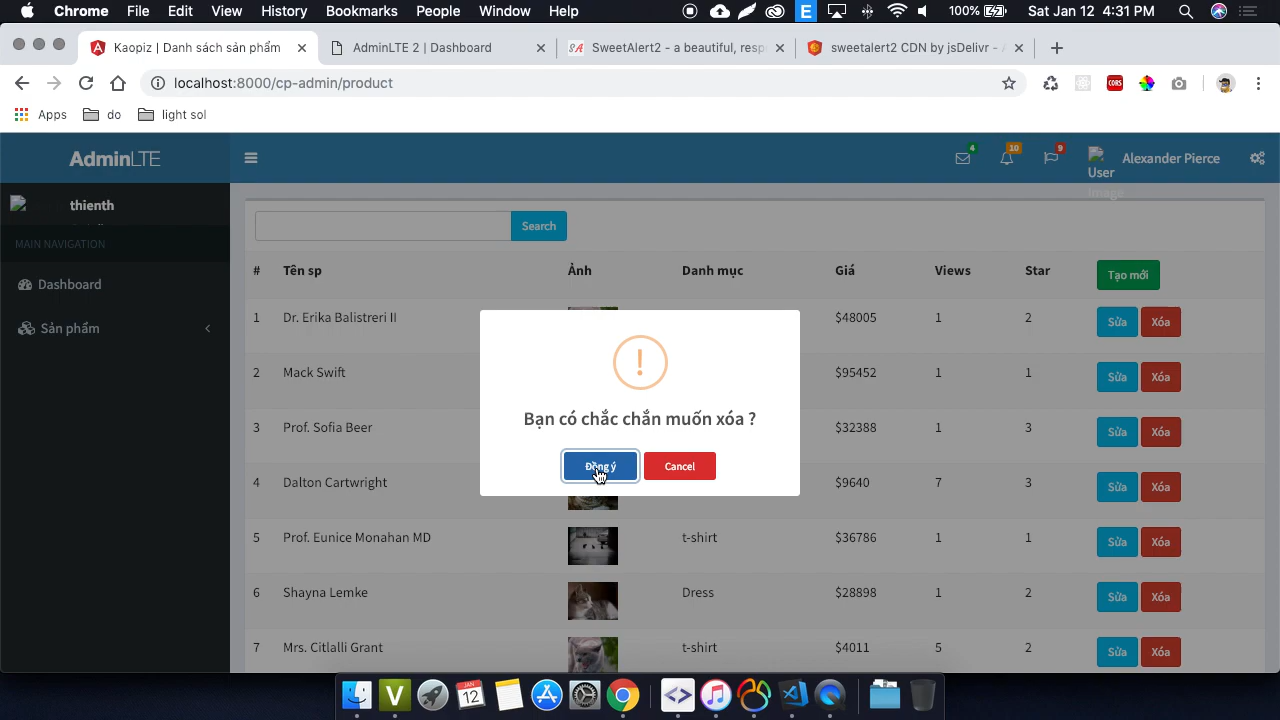 Chrome File Edit View History Bookmarks People Window Help 100% Sat Jan 12 4:31 PM
Kaopiz | Danh sách sản phẩm
AdminLTE 2 | Dashboard
SweetAlert2 - a beautiful, resp
sweetalert2 CDN by jsDelivr - A
localhost:8000/cp-admin/product
Apps do light sol
AdminLTE
4 10 9
User Image
Alexander Pierce
thienth
MAIN NAVIGATION
Dashboard
Sản phẩm
Search
# Tên sp Ảnh Danh mục Giá Views Star Tạo mới
1 Dr. Erika Balistreri II $48005 1 2 Sửa Xóa
2 Mack Swift $95452 1 1 Sửa Xóa
3 Prof. Sofia Beer $32388 1 3 Sửa Xóa
4 Dalton Cartwright $9640 7 3 Sửa Xóa
5 Prof. Eunice Monahan MD t-shirt $36786 1 1 Sửa Xóa
6 Shayna Lemke Dress $28898 1 2 Sửa Xóa
7 Mrs. Citlalli Grant t-shirt $4011 5 2 Sửa Xóa
Bạn có chắc chắn muốn xóa ?
Đồng ý Cancel
JAN
12